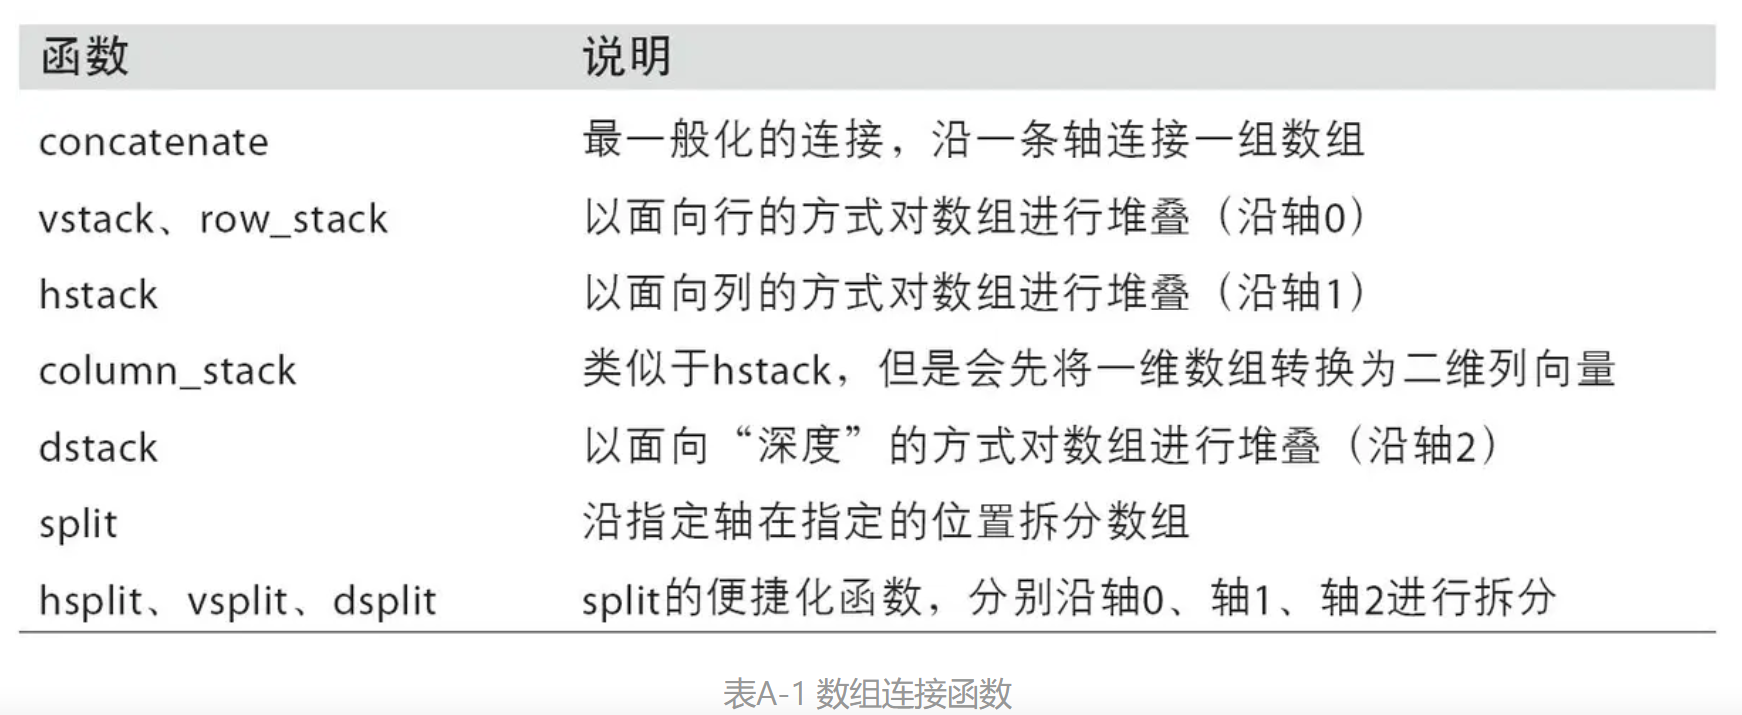 函数 说明
concatenate 最一般化的连接，沿一条轴连接一组数组
vstack、row_stack 以面向行的方式对数组进行堆叠（沿轴0）
hstack 以面向列的方式对数组进行堆叠（沿轴1）
column_stack 类似于hstack，但是会先将一维数组转换为二维列向量
dstack 以面向“深度”的方式对数组进行堆叠（沿轴2）
split 沿指定轴在指定的位置拆分数组
hsplit、vsplit、dsplit split的便捷化函数，分别沿轴0、轴1、轴2进行拆分
表A-1 数组连接函数